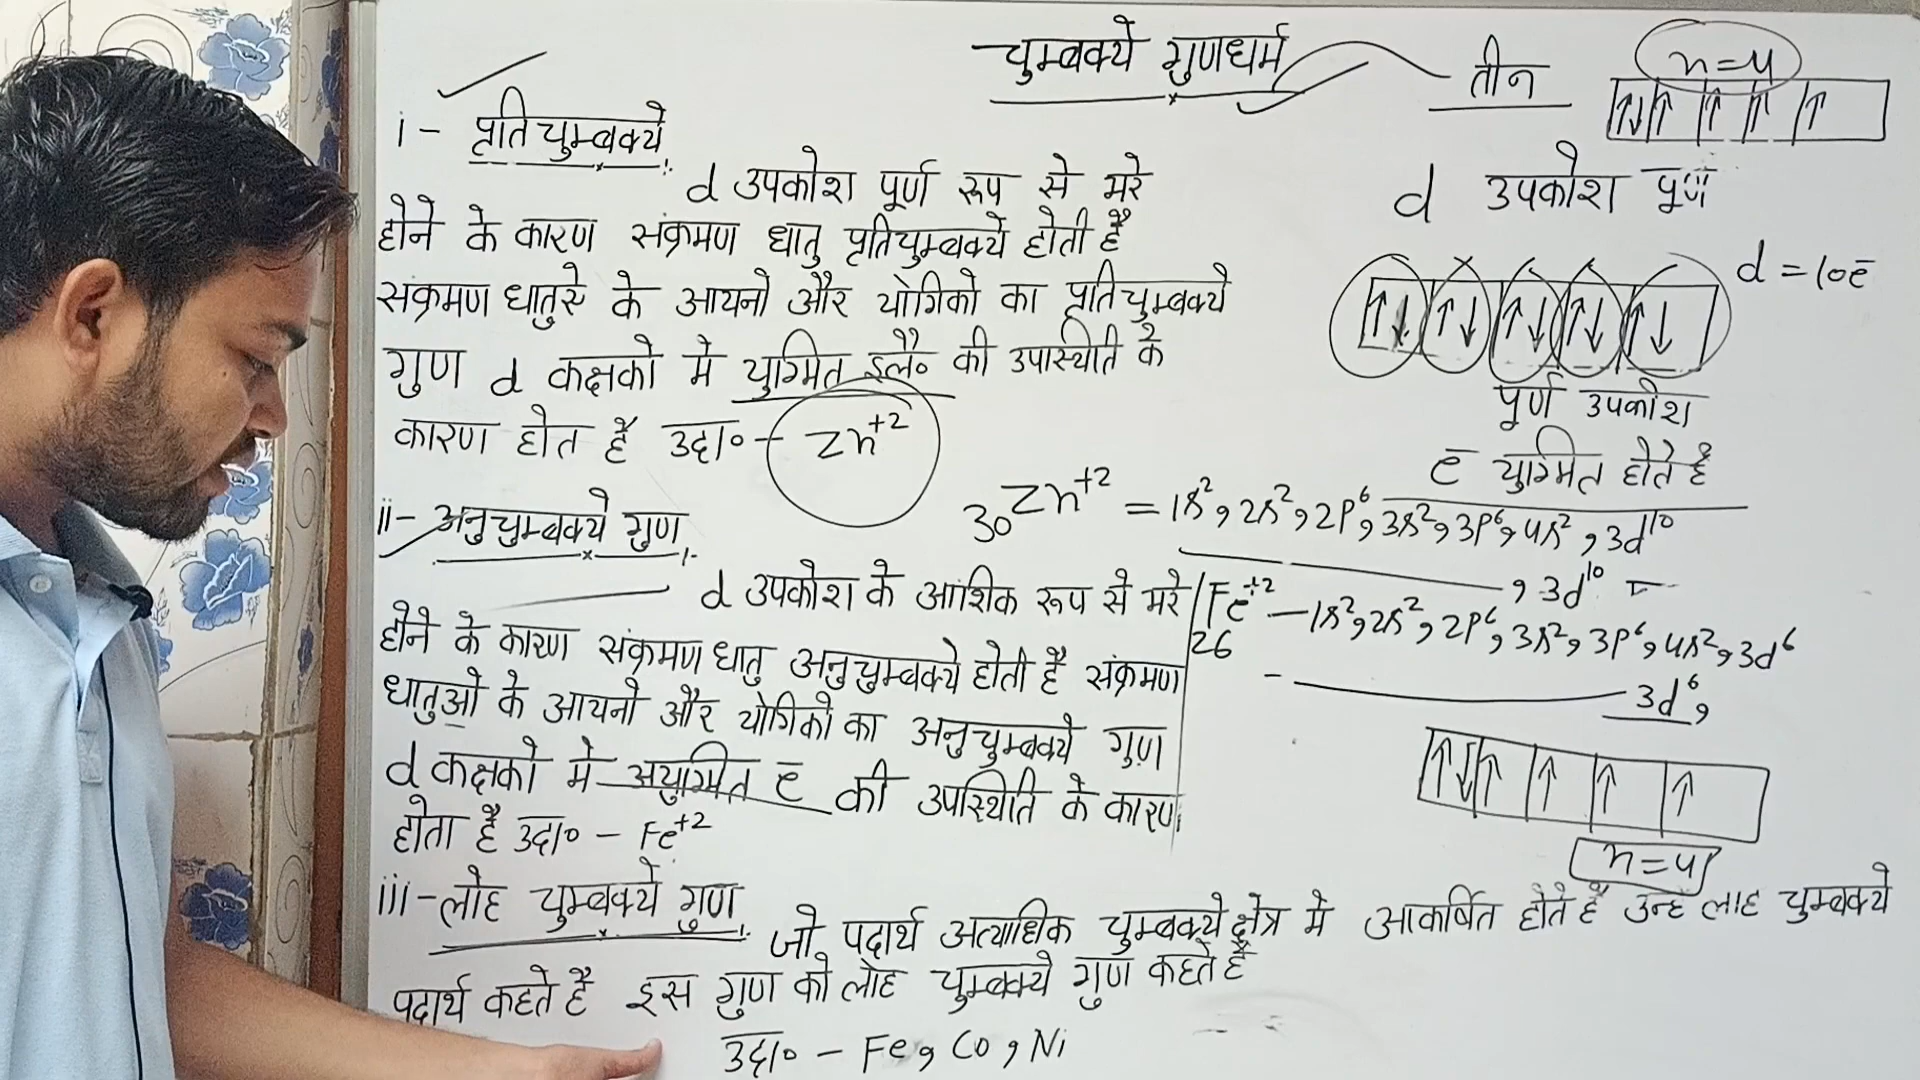 चुम्बक्ये गुणधर्म
तीन
n=4
i- प्रतिचुम्बक्ये :-
d उपकोश पूर्ण रूप से भरे
होने के कारण संक्रमण धातु प्रतिचुम्बक्ये होती है
संक्रमण धातुए के आयनो और योगिको का प्रतिचुम्बक्ये
गुण d कक्षको मे युग्मित इलै० की उपास्थिती के
कारण होत है उदा०- Zn+2
ii- अनुचुम्बक्ये गुण :-
d उपकोश के आंशिक रूप से भरे
होने के कारण संक्रमण धातु अनुचुम्बक्ये होती है संक्रमण
धातुओ के आयनो और योगिको का अनुचुम्बक्ये गुण
d कक्षको मे अयुग्मित ē की उपस्थिति के कारण
होता है उदा० - Fe+2
iii- लोह चुम्बक्ये गुण :-
जो पदार्थ अत्याधिक चुम्बक्ये क्षेत्र मे आकर्षित होते है उन्हे लोह चुम्बक्ये
पदार्थ कहते है इस गुण को लोह चुम्बक्ये गुण कहते है
उदा० - Fe, Co, Ni
d उपकोश पूर्ण
d = 10ē
पूर्ण उपकोश
ē युग्मित होते है
30Zn+2 = 1s², 2s², 2p⁶, 3s², 3p⁶, 4s², 3d¹⁰
, 3d¹⁰
26Fe+2 - 1s², 2s², 2p⁶, 3s², 3p⁶, 4s², 3d⁶
3d⁶,
n=4